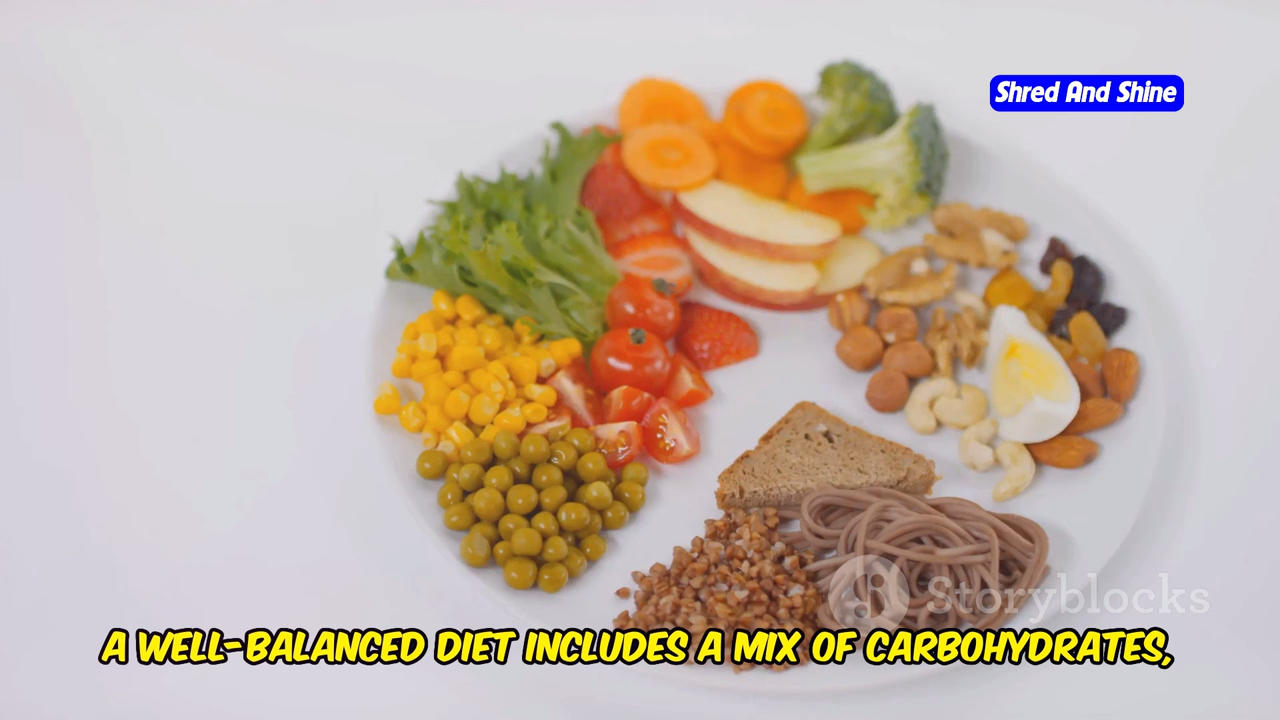 Shred And Shine
Storyblocks
A WELL-BALANCED DIET INCLUDES A MIX OF CARBOHYDRATES,